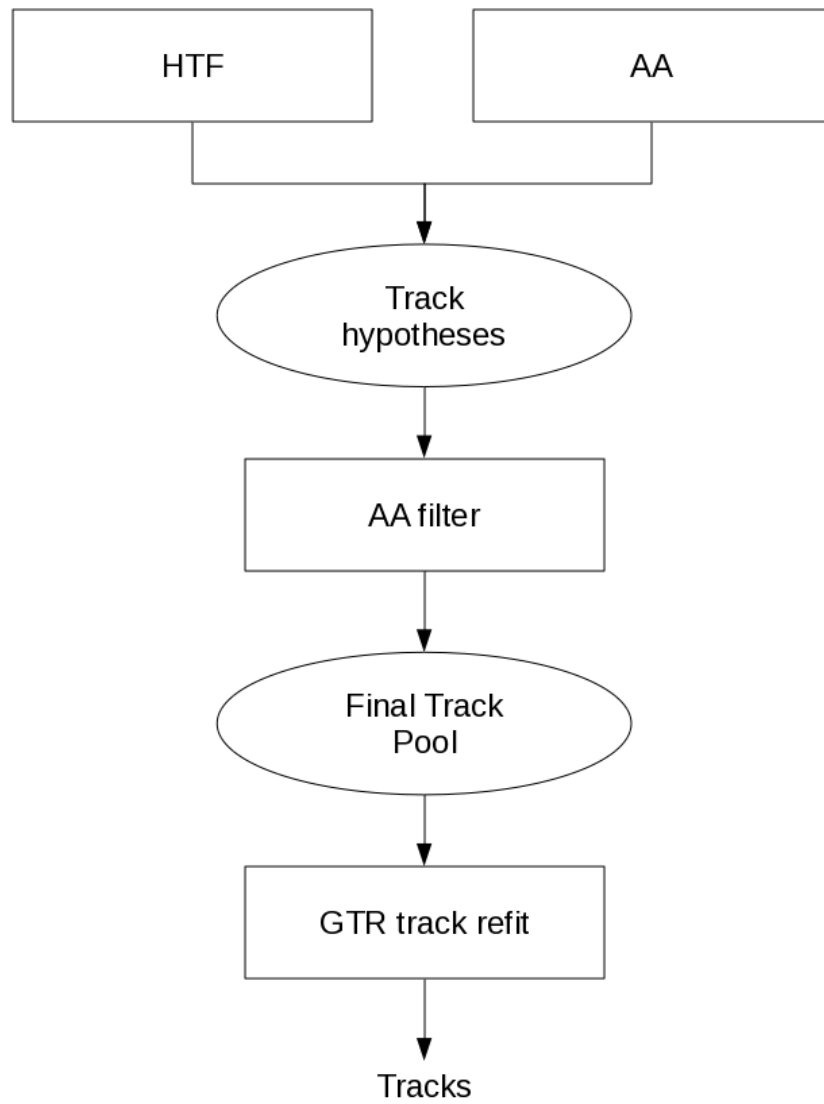 HTF
AA
Track
hypotheses
AA filter
Final Track
Pool
GTR track refit
Tracks